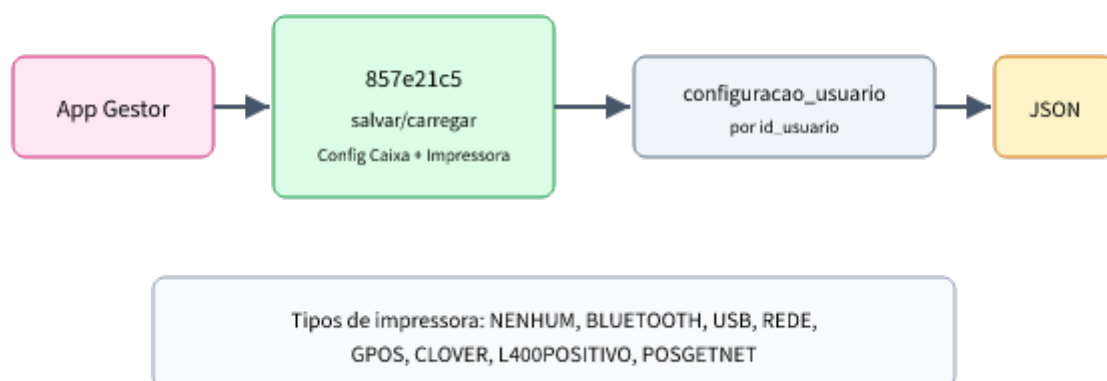 App Gestor
857e21c5
salvar/carregar
Config Caixa + Impressora
configuracao_usuario
por id_usuario
JSON
Tipos de impressora: NENHUM, BLUETOOTH, USB, REDE,
GPOS, CLOVER, L400POSITIVO, POSGETNET